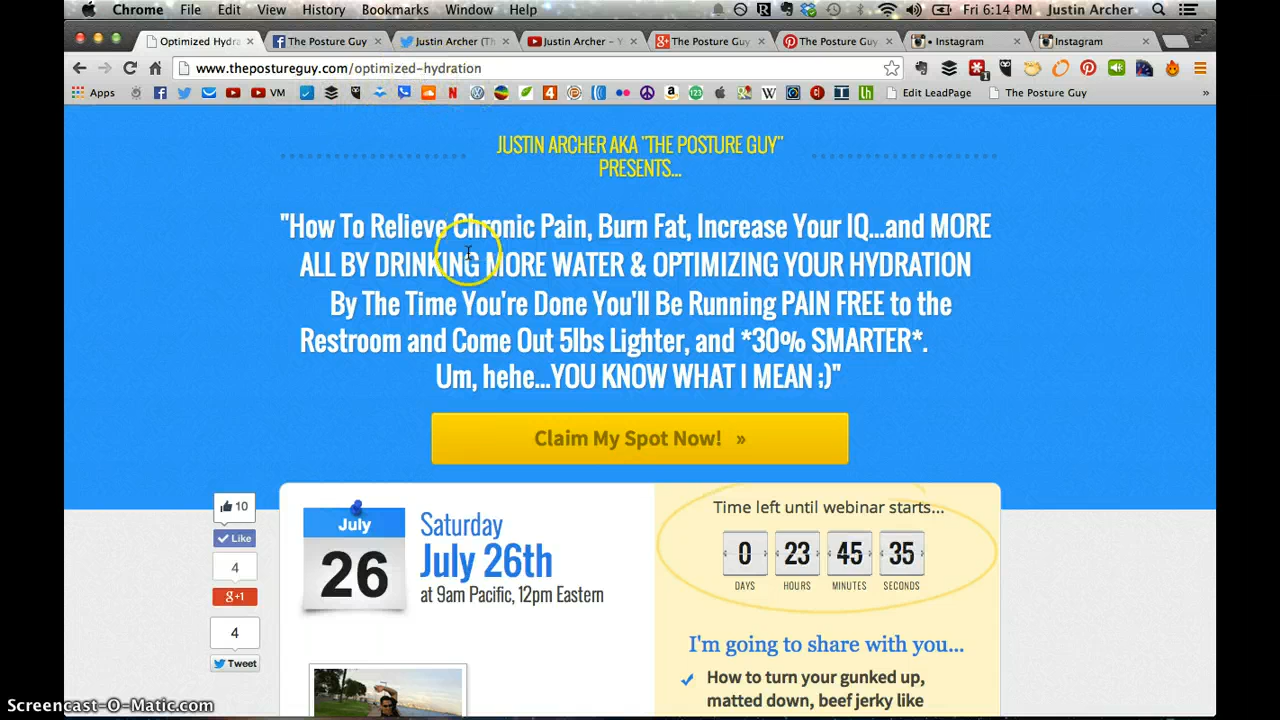 Chrome File Edit View History Bookmarks Window Help Fri 6:14 PM Justin Archer
Optimized Hydra The Posture Guy Justin Archer (Th Justin Archer - Y The Posture Guy The Posture Guy • Instagram Instagram
www.thepostureguy.com/optimized-hydration
Apps VM Edit LeadPage The Posture Guy »
JUSTIN ARCHER AKA "THE POSTURE GUY"
PRESENTS...
"How To Relieve Chronic Pain, Burn Fat, Increase Your IQ...and MORE
ALL BY DRINKING MORE WATER & OPTIMIZING YOUR HYDRATION
By The Time You're Done You'll Be Running PAIN FREE to the
Restroom and Come Out 5lbs Lighter, and *30% SMARTER*.
Um, hehe...YOU KNOW WHAT I MEAN ;)"
Claim My Spot Now! »
10
Like
4
g+1
4
Tweet
July
26
Saturday
July 26th
at 9am Pacific, 12pm Eastern
Time left until webinar starts...
0 23 45 35
DAYS HOURS MINUTES SECONDS
I'm going to share with you...
How to turn your gunked up,
matted down, beef jerky like
Screencast-O-Matic.com